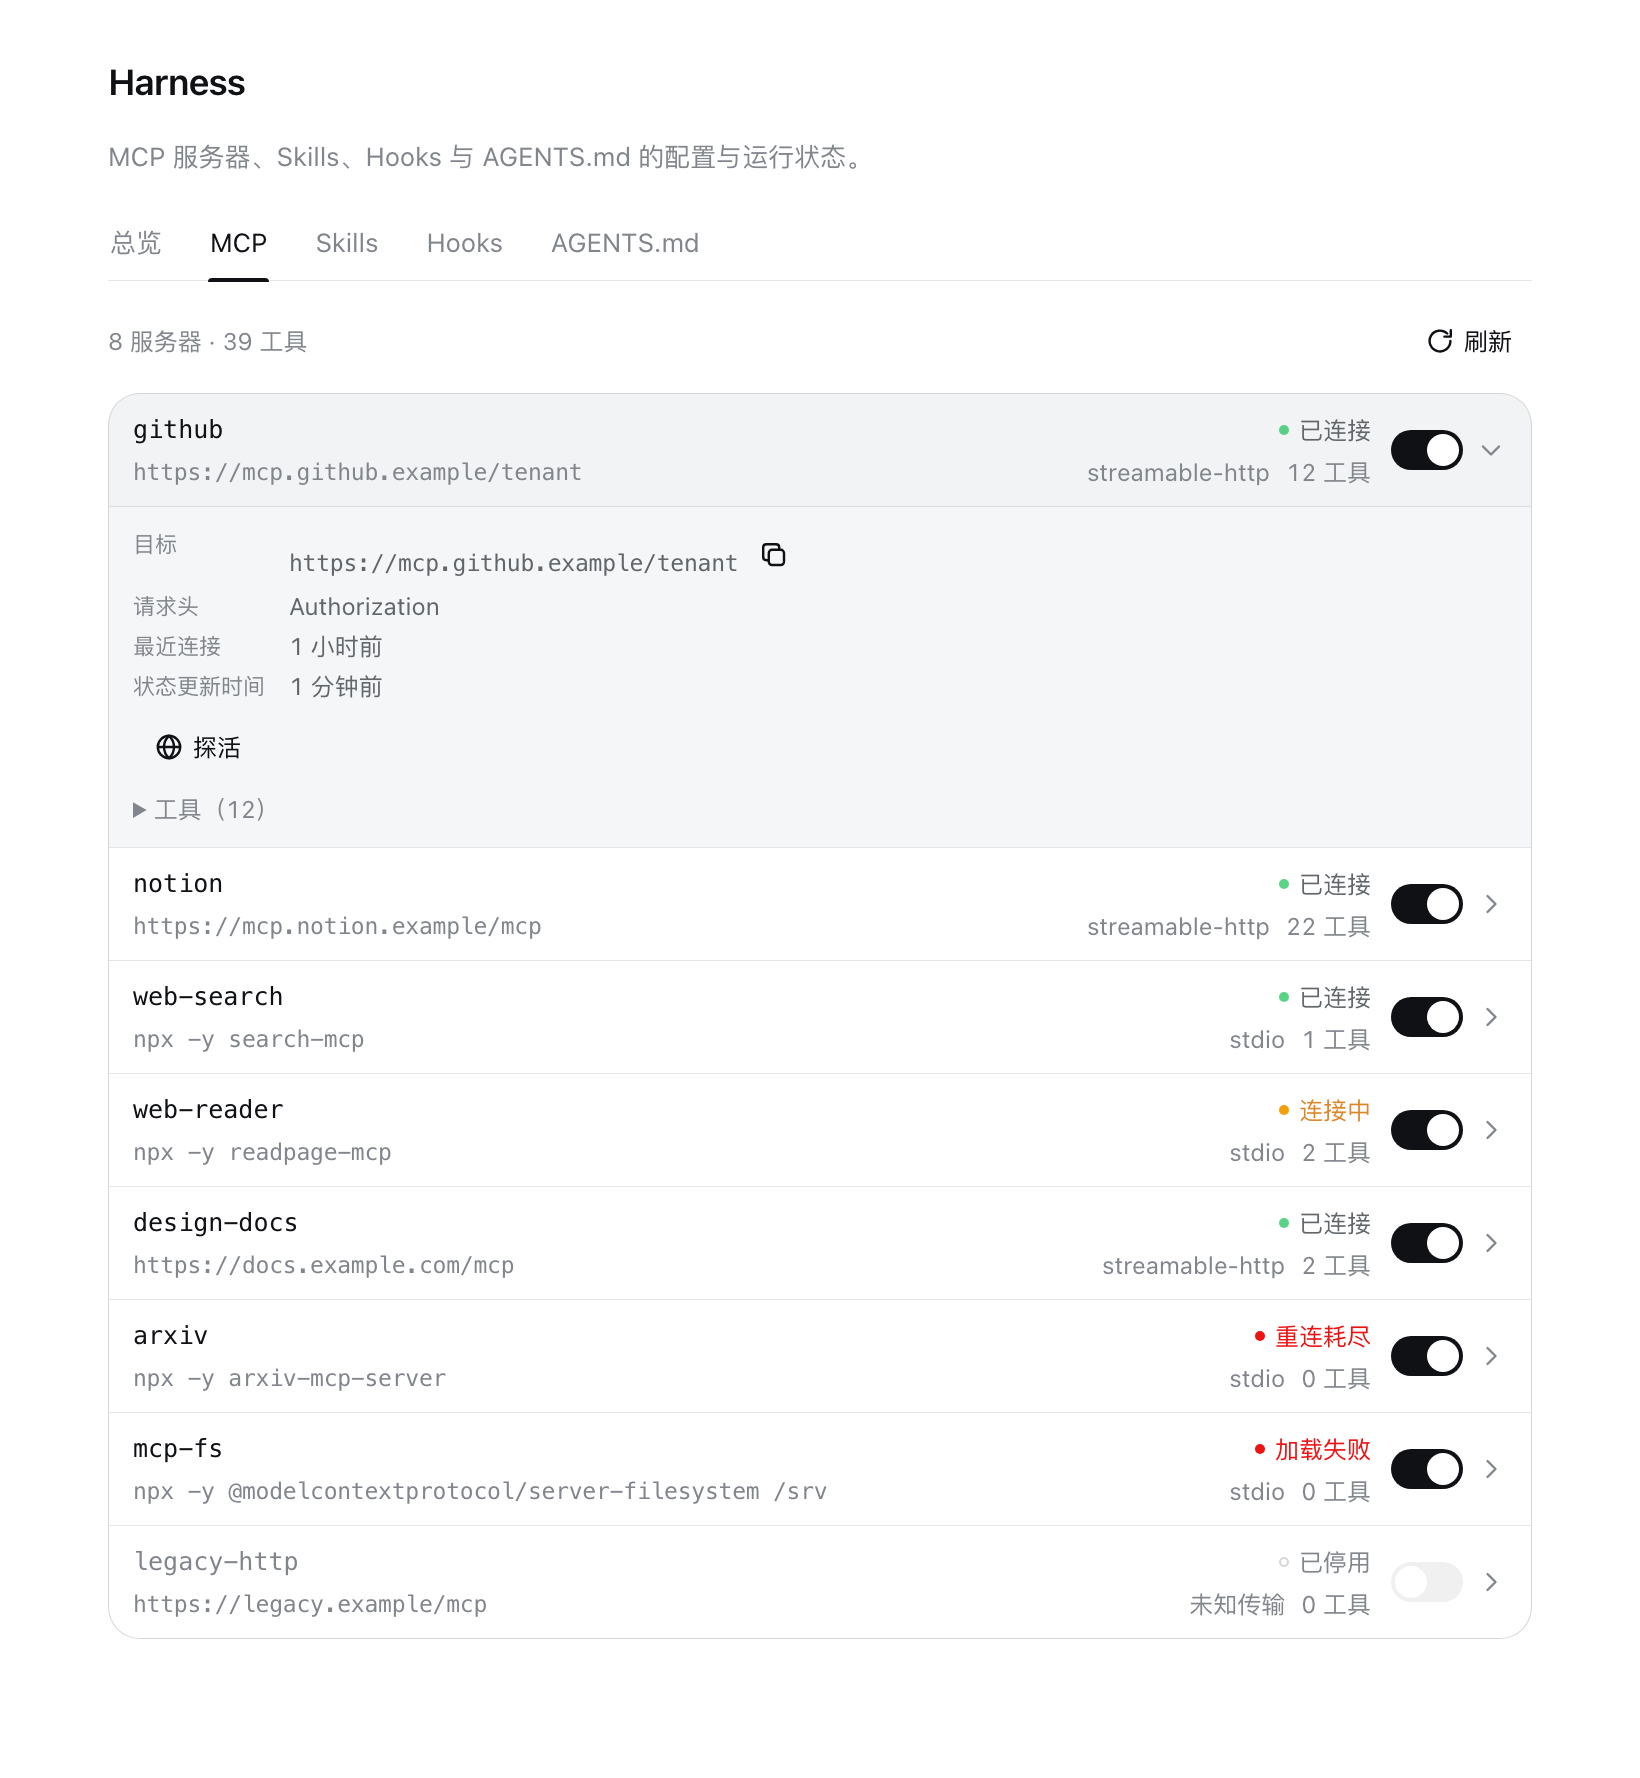 Harness
MCP 服务器、Skills、Hooks 与 AGENTS.md 的配置与运行状态。
总览 MCP Skills Hooks AGENTS.md
8 服务器 · 39 工具 刷新
github 已连接
https://mcp.github.example/tenant streamable-http 12 工具
目标 https://mcp.github.example/tenant
请求头 Authorization
最近连接 1 小时前
状态更新时间 1 分钟前
探活
▶ 工具（12）
notion 已连接
https://mcp.notion.example/mcp streamable-http 22 工具
web-search 已连接
npx -y search-mcp stdio 1 工具
web-reader 连接中
npx -y readpage-mcp stdio 2 工具
design-docs 已连接
https://docs.example.com/mcp streamable-http 2 工具
arxiv 重连耗尽
npx -y arxiv-mcp-server stdio 0 工具
mcp-fs 加载失败
npx -y @modelcontextprotocol/server-filesystem /srv stdio 0 工具
legacy-http 已停用
https://legacy.example/mcp 未知传输 0 工具